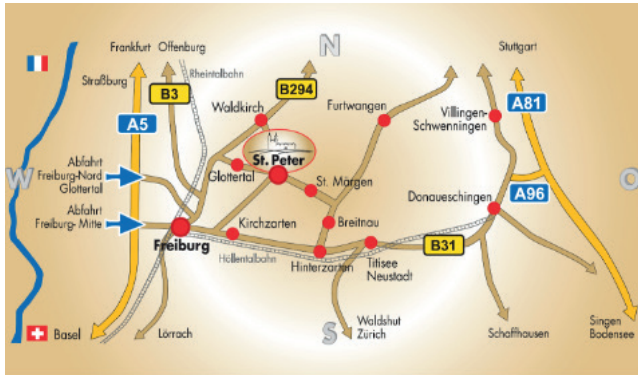 Frankfurt
Offenburg
N
Stuttgart
Straßburg
Rheintalbahn
B3
B294
Waldkirch
Furtwangen
Villingen-
Schwenningen
A81
A5
St. Peter
Abfahrt
Freiburg-Nord
Glottertal
Glottertal
St. Märgen
W
O
A96
Donaueschingen
Abfahrt
Freiburg-Mitte
Freiburg
Kirchzarten
Breitnau
B31
Höllentalbahn
Hinterzarten
Titisee
Neustadt
Basel
Lörrach
S
Waldshut
Zürich
Schaffhausen
Singen
Bodensee